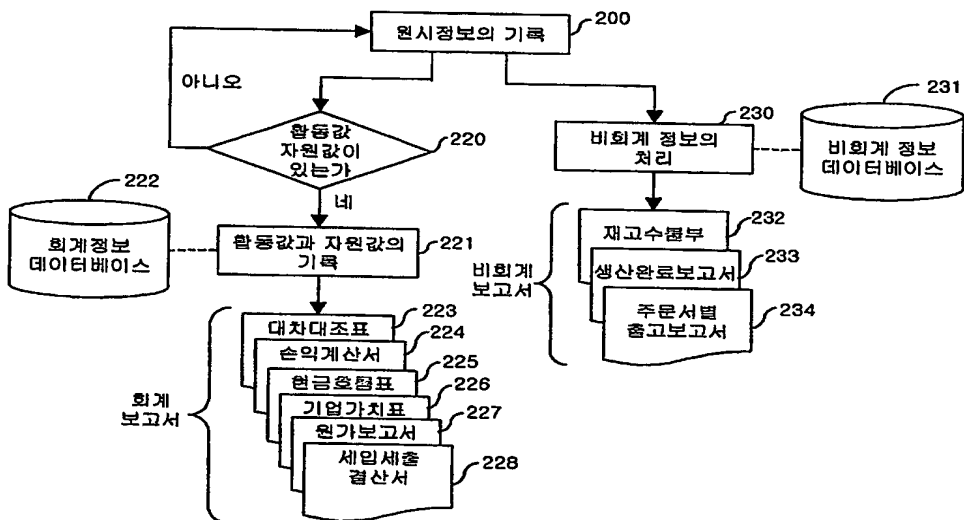 원시정보의 기록
200
아니오
활동값
자원값이
있는가
220
네
230
비회계 정보의
처리
231
비회계 정보
데이터베이스
222
회계정보
데이터베이스
활동값과 자원값의
기록
221
비회계
보고서
재고수불부
232
생산완료보고서
233
주문서별
출고보고서
234
회계
보고서
대차대조표
223
손익계산서
224
현금흐름표
225
기업가치표
226
원가보고서
227
세입세출
결산서
228